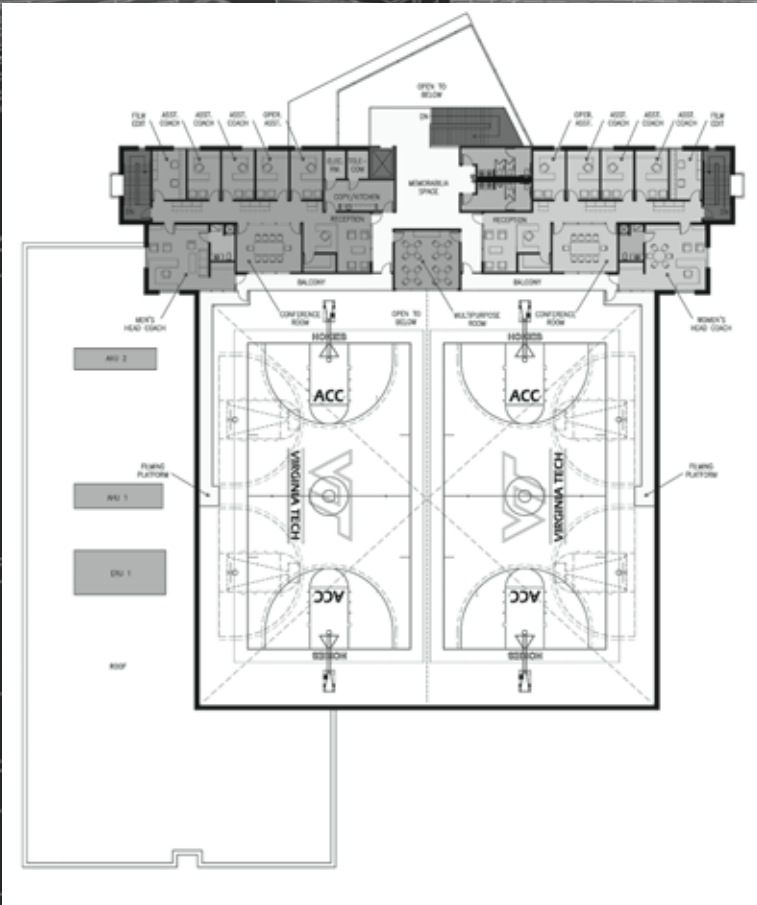 OPEN TO
BELOW
FILM
EDIT
ASST.
COACH
ASST.
COACH
ASST.
COACH
OPER.
ASST.
DN
OPER.
ASST.
ASST.
COACH
ASST.
COACH
ASST.
COACH
FILM
EDIT
ELEC.
RM.
TELE-
COM
MEMORABILIA
SPACE
COPY/KITCHEN
RECEPTION
RECEPTION
BALCONY
BALCONY
MEN'S
HEAD COACH
CONFERENCE
ROOM
OPEN TO
BELOW
MULTIPURPOSE
ROOM
CONFERENCE
ROOM
WOMEN'S
HEAD COACH
HOKIES
HOKIES
AHU 2
ACC
ACC
VIRGINIA TECH
VIRGINIA TECH
FILMING
PLATFORM
FILMING
PLATFORM
AHU 1
VT
VT
ERU 1
ACC
ACC
HOKIES
HOKIES
ROOF